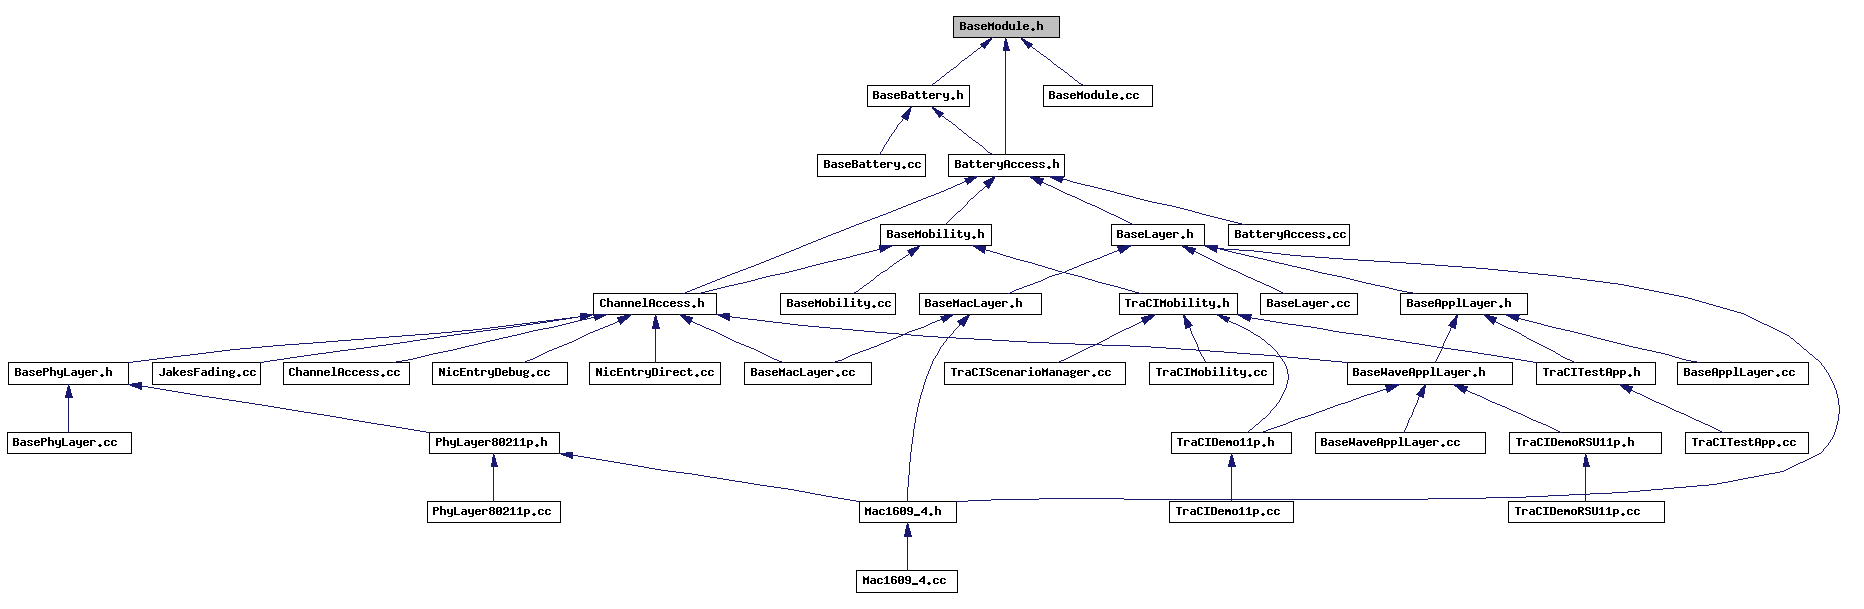 BaseModule.h
BaseBattery.h
BaseModule.cc
BaseBattery.cc
BatteryAccess.h
BaseMobility.h
BaseLayer.h
BatteryAccess.cc
ChannelAccess.h
BaseMobility.cc
BaseMacLayer.h
TraCIMobility.h
BaseLayer.cc
BaseApplLayer.h
BasePhyLayer.h
JakesFading.cc
ChannelAccess.cc
NicEntryDebug.cc
NicEntryDirect.cc
BaseMacLayer.cc
TraCIScenarioManager.cc
TraCIMobility.cc
BaseWaveApplLayer.h
TraCITestApp.h
BaseApplLayer.cc
BasePhyLayer.cc
PhyLayer80211p.h
TraCIDemo11p.h
BaseWaveApplLayer.cc
TraCIDemoRSU11p.h
TraCITestApp.cc
PhyLayer80211p.cc
Mac1609_4.h
TraCIDemo11p.cc
TraCIDemoRSU11p.cc
Mac1609_4.cc